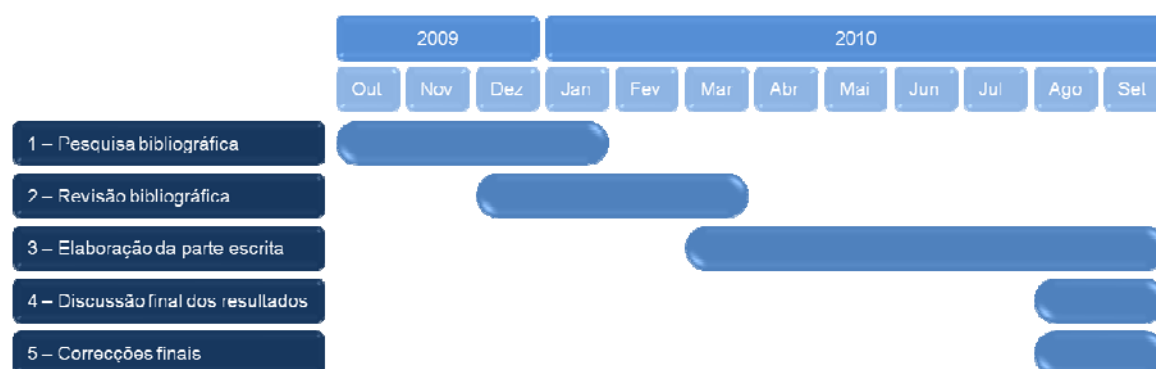 2009 2010
Out Nov Dez Jan Fev Mar Abr Mai Jun Jul Ago Set
1 – Pesquisa bibliográfica
2 – Revisão bibliográfica
3 – Elaboração da parte escrita
4 – Discussão final dos resultados
5 – Correcções finais